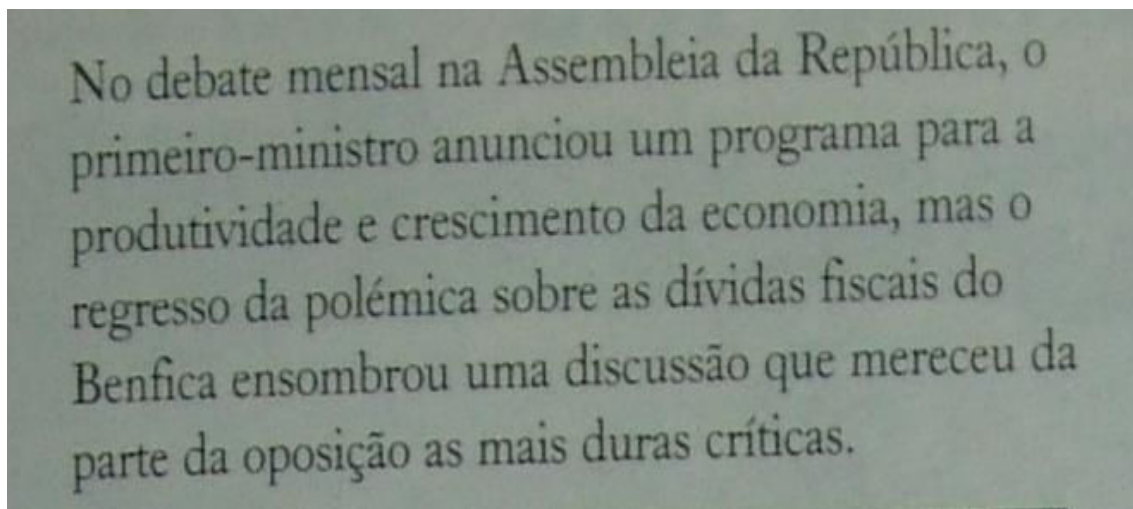 No debate mensal na Assembleia da República, o
primeiro-ministro anunciou um programa para a
produtividade e crescimento da economia, mas o
regresso da polémica sobre as dívidas fiscais do
Benfica ensombrou uma discussão que mereceu da
parte da oposição as mais duras críticas.